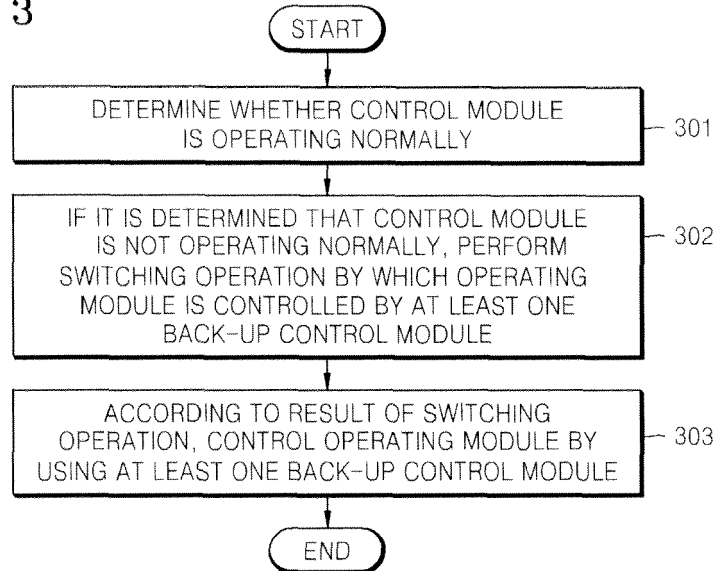 3
START
DETERMINE WHETHER CONTROL MODULE
IS OPERATING NORMALLY
301
IF IT IS DETERMINED THAT CONTROL MODULE
IS NOT OPERATING NORMALLY, PERFORM
SWITCHING OPERATION BY WHICH OPERATING
MODULE IS CONTROLLED BY AT LEAST ONE
BACK-UP CONTROL MODULE
302
ACCORDING TO RESULT OF SWITCHING
OPERATION, CONTROL OPERATING MODULE BY
USING AT LEAST ONE BACK-UP CONTROL MODULE
303
END